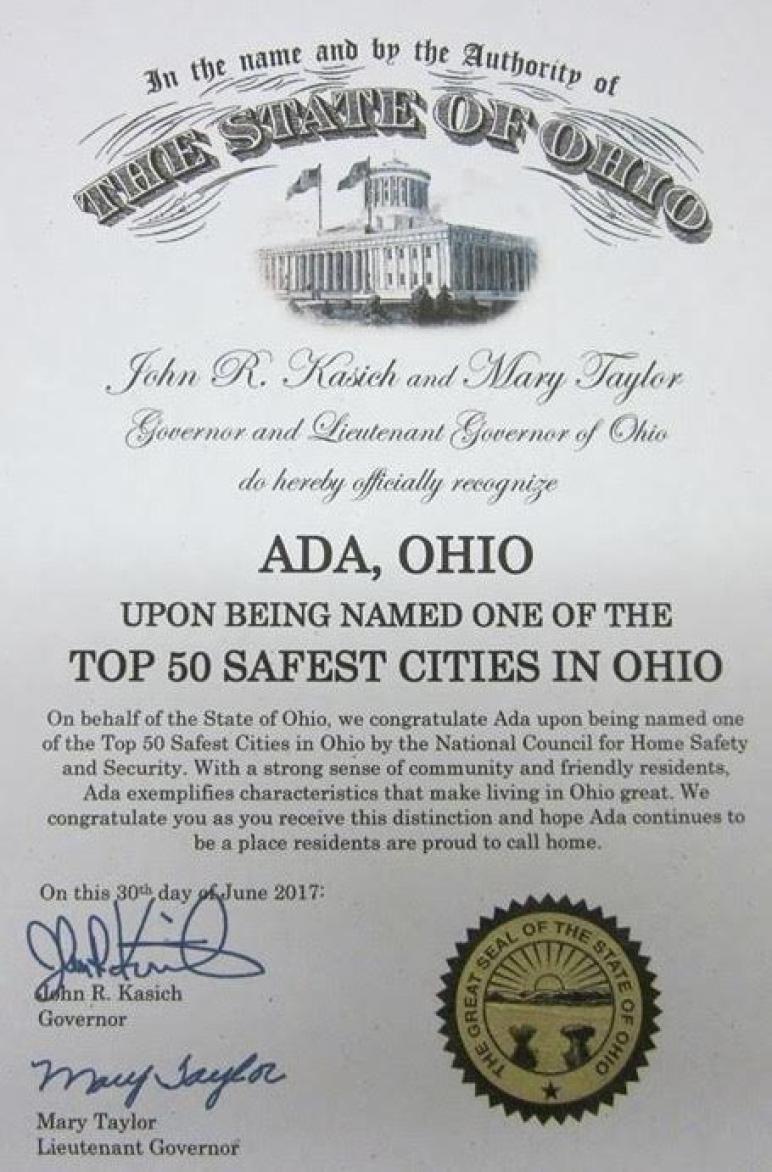 In the name and by the Authority of
THE STATE OF OHIO
John R. Kasich and Mary Taylor
Governor and Lieutenant Governor of Ohio
do hereby officially recognize
ADA, OHIO
UPON BEING NAMED ONE OF THE
TOP 50 SAFEST CITIES IN OHIO
On behalf of the State of Ohio, we congratulate Ada upon being named one
of the Top 50 Safest Cities in Ohio by the National Council for Home Safety
and Security. With a strong sense of community and friendly residents,
Ada exemplifies characteristics that make living in Ohio great. We
congratulate you as you receive this distinction and hope Ada continues to
be a place residents are proud to call home.
On this 30th day of June 2017:
John R. Kasich
John R. Kasich
Governor
Mary Taylor
Mary Taylor
Lieutenant Governor
THE GREAT SEAL OF THE STATE OF OHIO